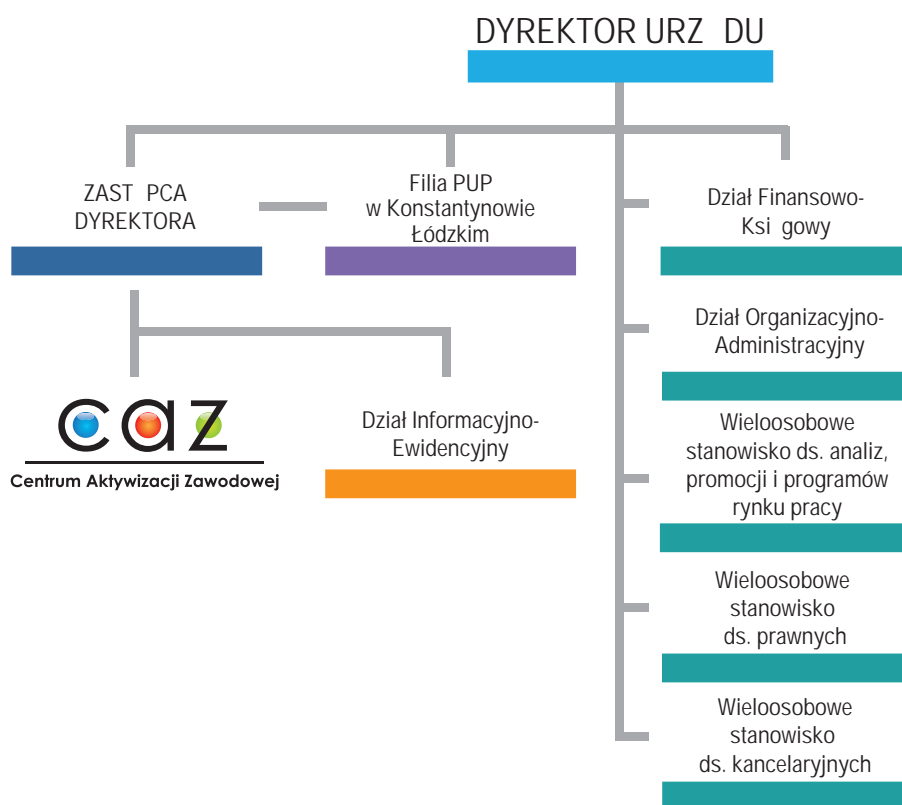 DYREKTOR URZ DU
ZAST PCA
DYREKTORA
Filia PUP
w Konstantynowie
Łódzkim
Dział Finansowo-
Ksi gowy
Dział Organizacyjno-
Administracyjny
caz
Centrum Aktywizacji Zawodowej
Dział Informacyjno-
Ewidencyjny
Wieloosobowe
stanowisko ds. analiz,
promocji i programów
rynku pracy
Wieloosobowe
stanowisko
ds. prawnych
Wieloosobowe
stanowisko
ds. kancelaryjnych